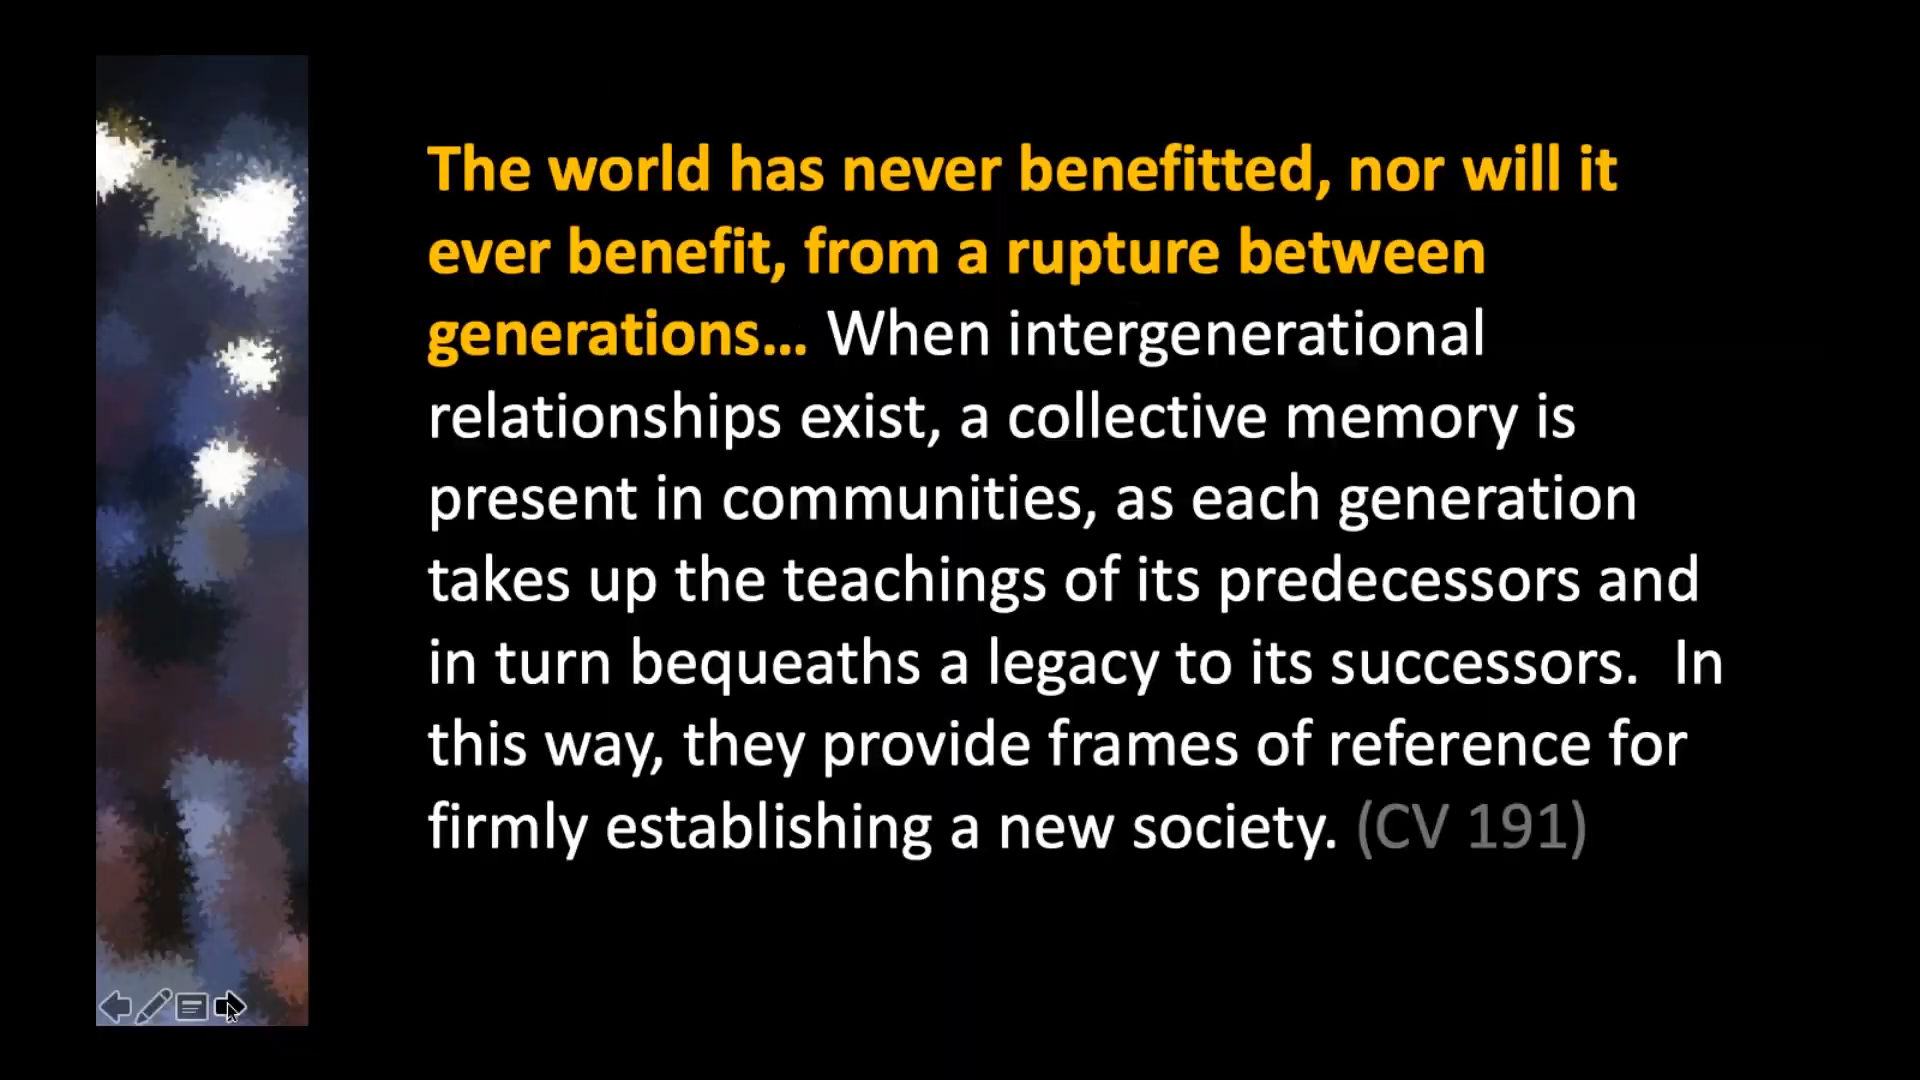 The world has never benefitted, nor will it
ever benefit, from a rupture between
generations... When intergenerational
relationships exist, a collective memory is
present in communities, as each generation
takes up the teachings of its predecessors and
in turn bequeaths a legacy to its successors.  In
this way, they provide frames of reference for
firmly establishing a new society. (CV 191)